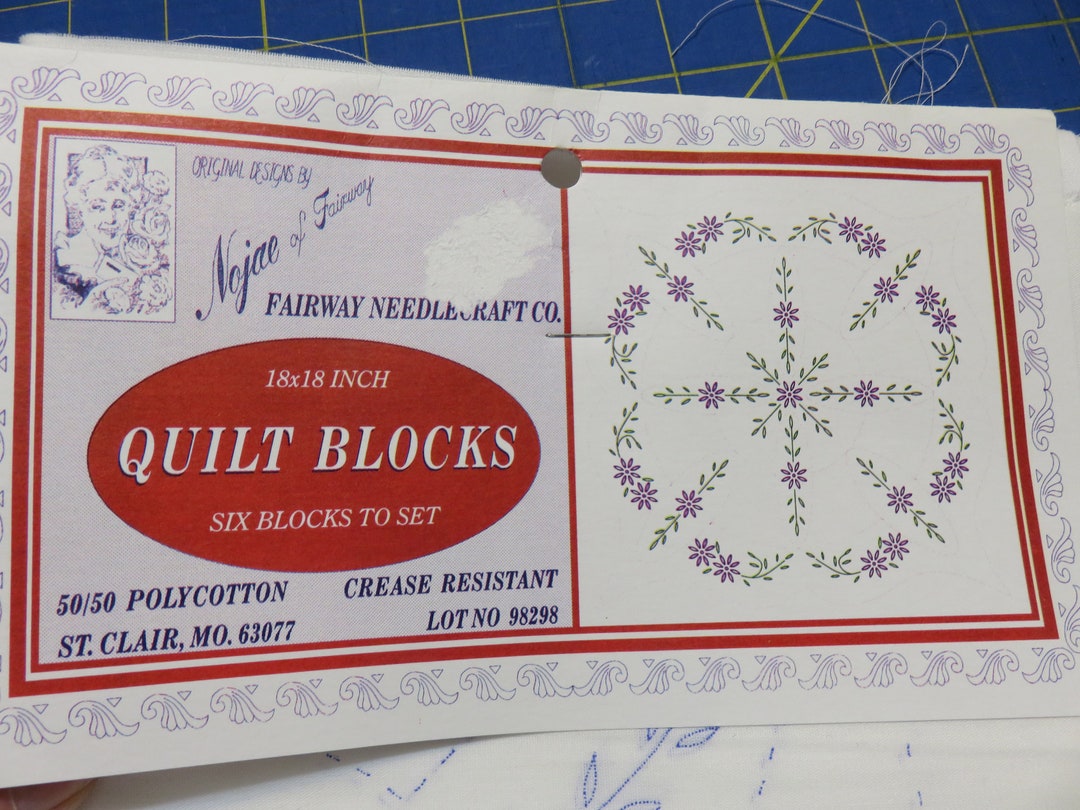 ORIGINAL DESIGNS BY
Nojae of Fairway
FAIRWAY NEEDLECRAFT CO.
18x18 INCH
QUILT BLOCKS
SIX BLOCKS TO SET
50/50 POLYCOTTON
CREASE RESISTANT
ST. CLAIR, MO. 63077
LOT NO 98298